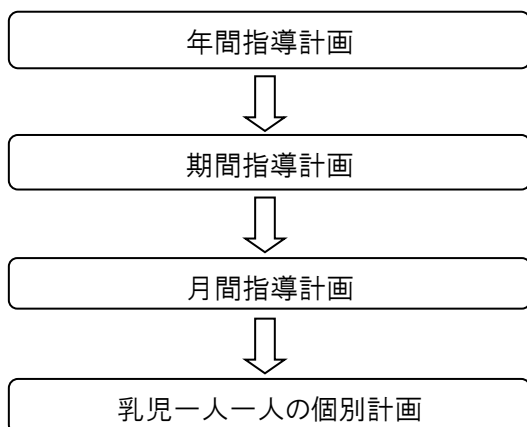 年間指導計画
期間指導計画
月間指導計画
乳児一人一人の個別計画